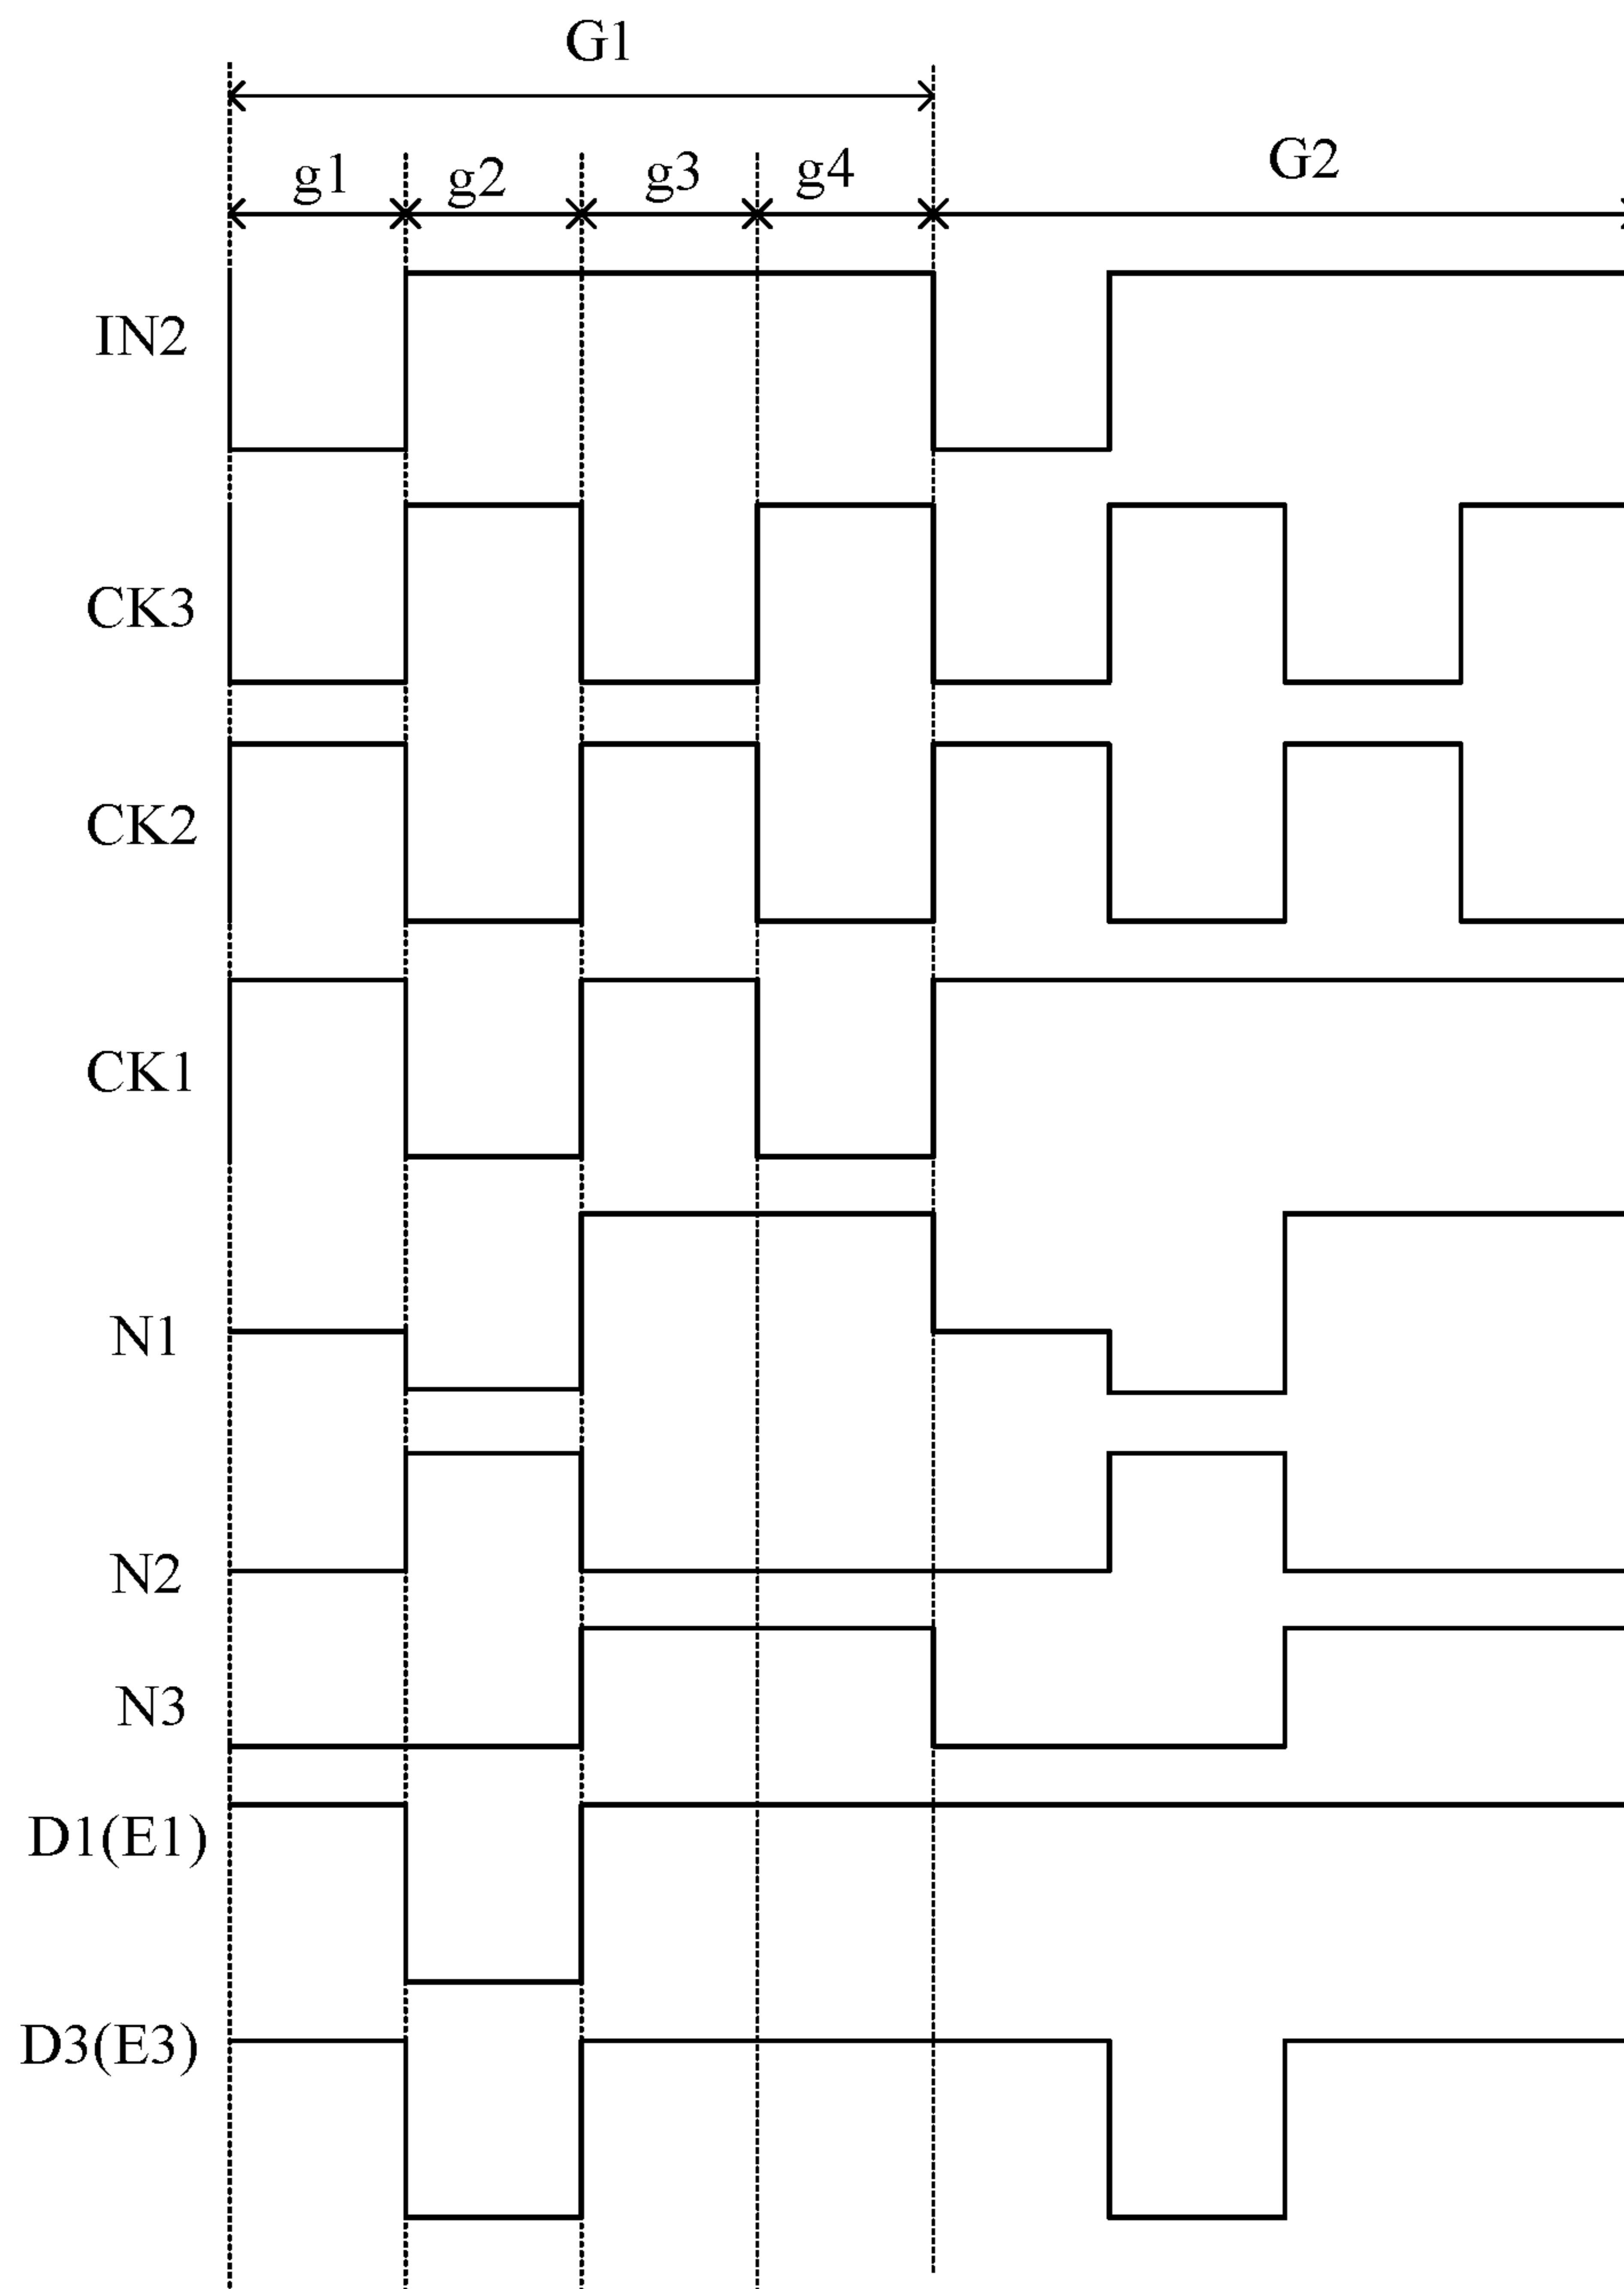 G1
g1 g2 g3 g4 G2
IN2
CK3
CK2
CK1
N1
N2
N3
D1(E1)
D3(E3)